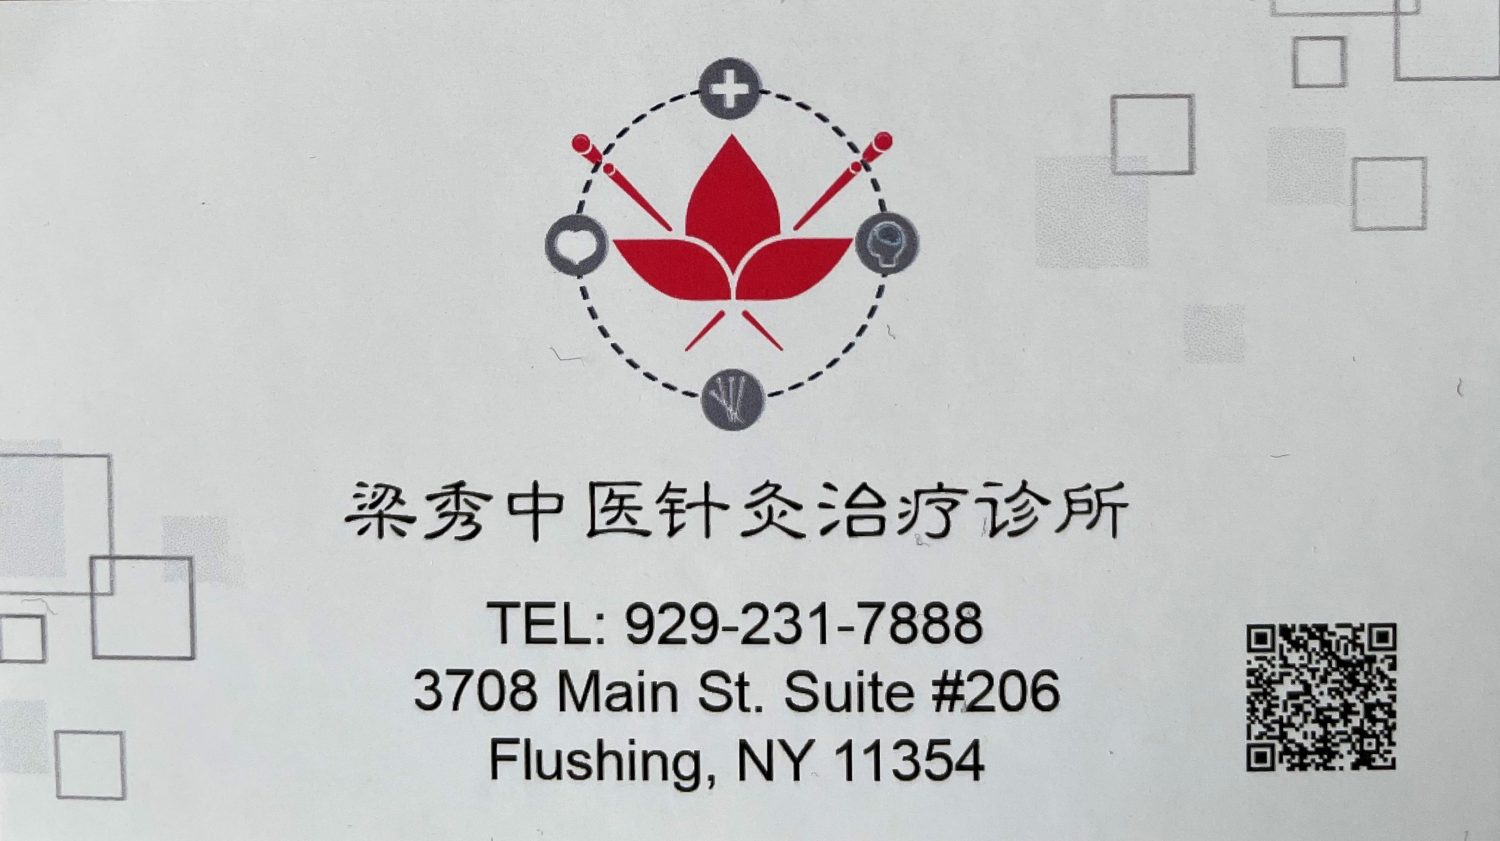 梁秀中医针灸治疗诊所
TEL: 929-231-7888
3708 Main St. Suite #206
Flushing, NY 11354